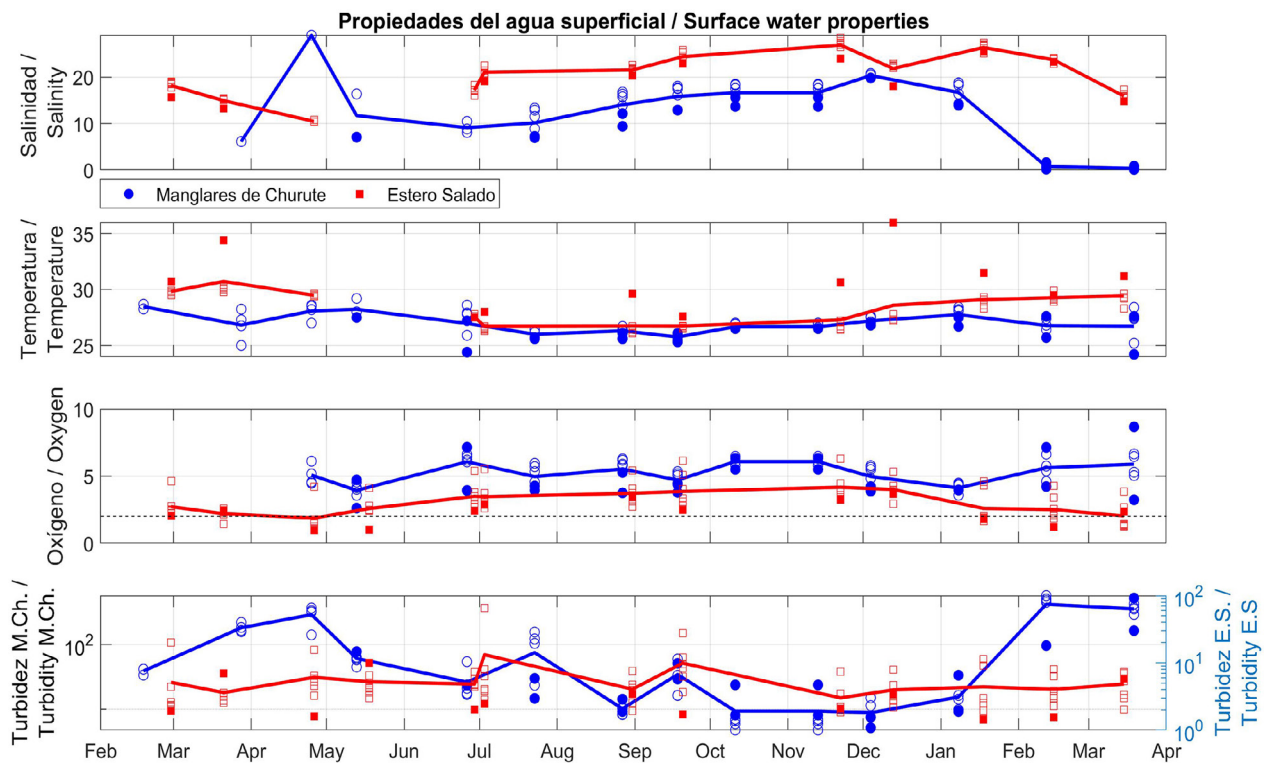 Propiedades del agua superficial / Surface water properties
Salinidad /
Salinity
20
10
0
Manglares de Churute
Estero Salado
Temperatura /
Temperature
35
30
25
Oxígeno / Oxygen
10
5
0
Turbidez M.Ch. /
Turbidity M.Ch.
10²
10²
10¹
10⁰
Turbidez E.S. /
Turbidity E.S
Feb Mar Apr May Jun Jul Aug Sep Oct Nov Dec Jan Feb Mar Apr